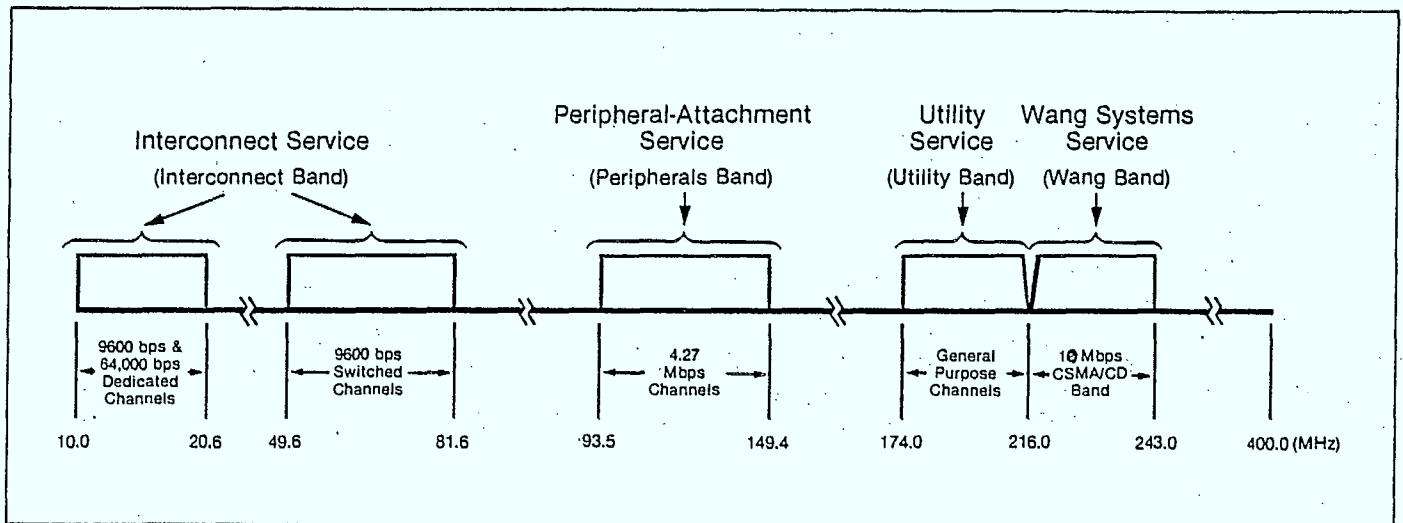 Interconnect Service
(Interconnect Band)
Peripheral-Attachment
Service
(Peripherals Band)
Utility
Service
(Utility Band)
Wang Systems
Service
(Wang Band)
9600 bps &
64,000 bps
Dedicated
Channels
9600 bps
Switched
Channels
4.27
Mbps
Channels
General
Purpose
Channels
10 Mbps
CSMA/CD
Band
10.0 20.6 49.6 81.6 93.5 149.4 174.0 216.0 243.0 400.0 (MHz)